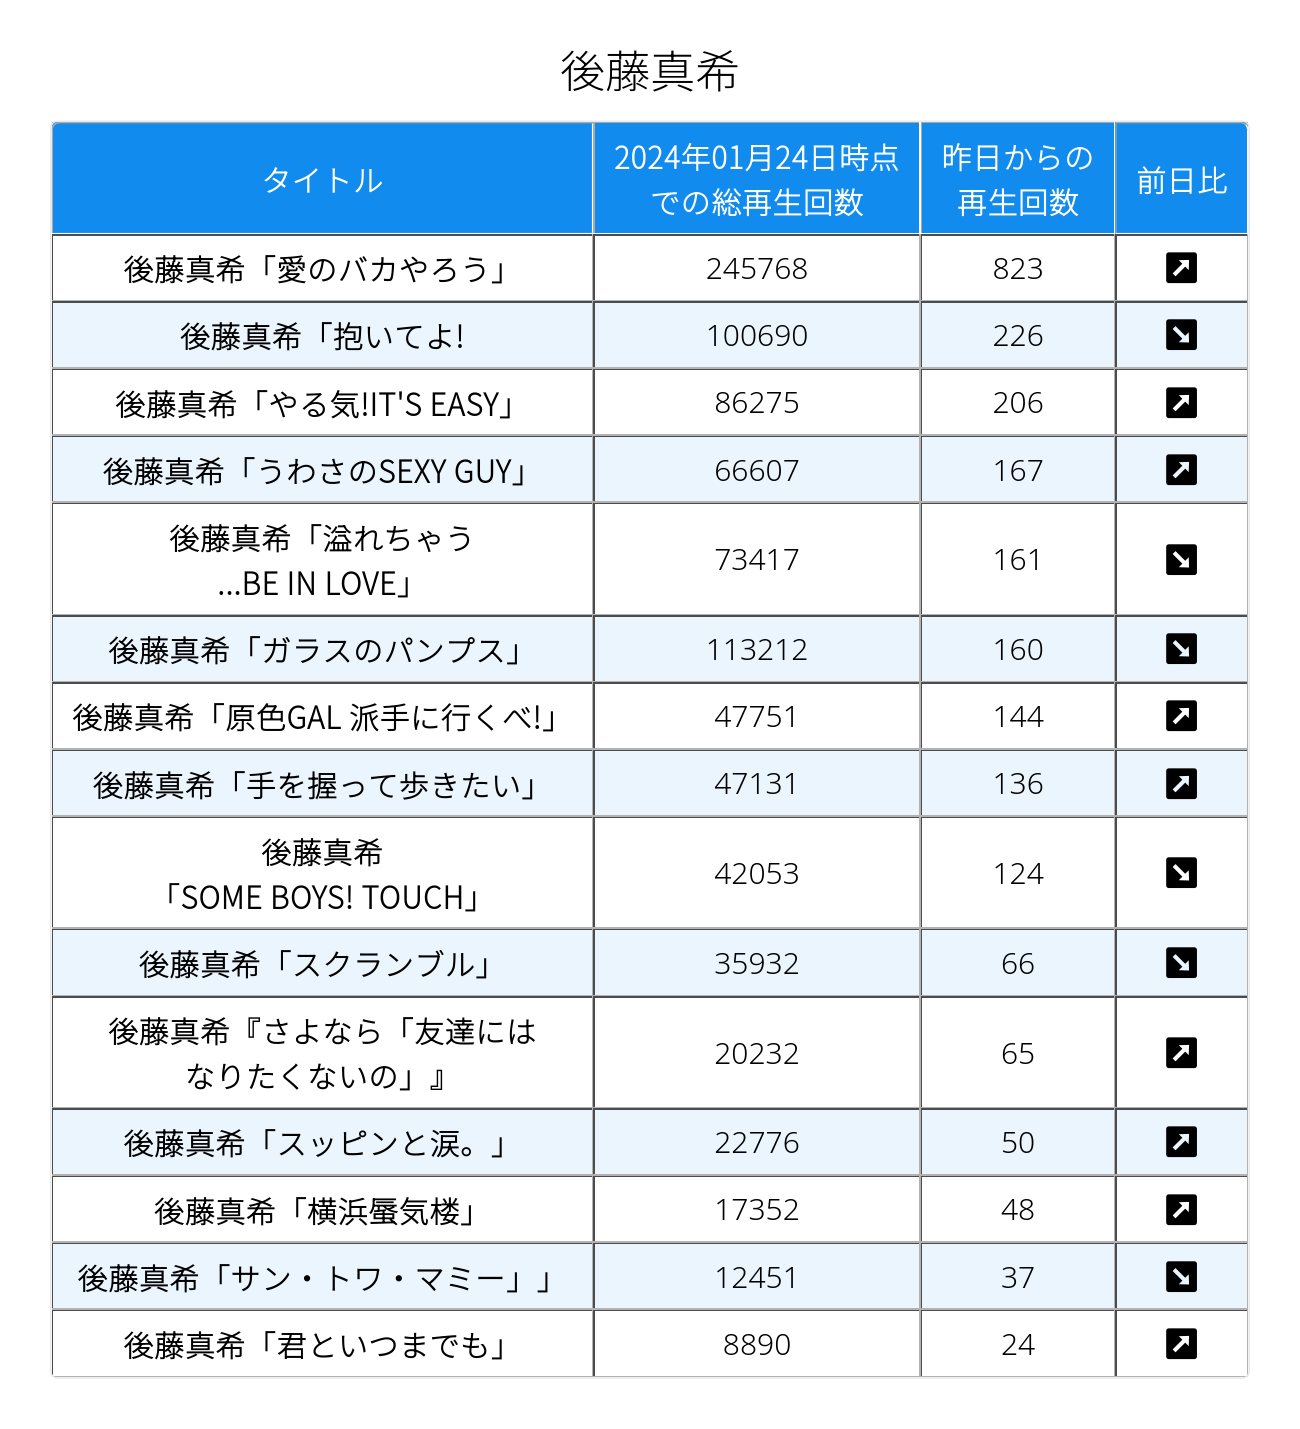 後藤真希
タイトル
2024年01月24日時点
での総再生回数
昨日からの
再生回数
前日比
後藤真希「愛のバカやろう」 245768 823
後藤真希「抱いてよ! 100690 226
後藤真希「やる気!IT'S EASY」 86275 206
後藤真希「うわさのSEXY GUY」 66607 167
後藤真希「溢れちゃう
...BE IN LOVE」
73417 161
後藤真希「ガラスのパンプス」 113212 160
後藤真希「原色GAL 派手に行くべ!」 47751 144
後藤真希「手を握って歩きたい」 47131 136
後藤真希
「SOME BOYS! TOUCH」
42053 124
後藤真希「スクランブル」 35932 66
後藤真希『さよなら「友達には
なりたくないの」』
20232 65
後藤真希「スッピンと涙。」 22776 50
後藤真希「横浜蜃気楼」 17352 48
後藤真希「サン・トワ・マミー」」 12451 37
後藤真希「君といつまでも」 8890 24